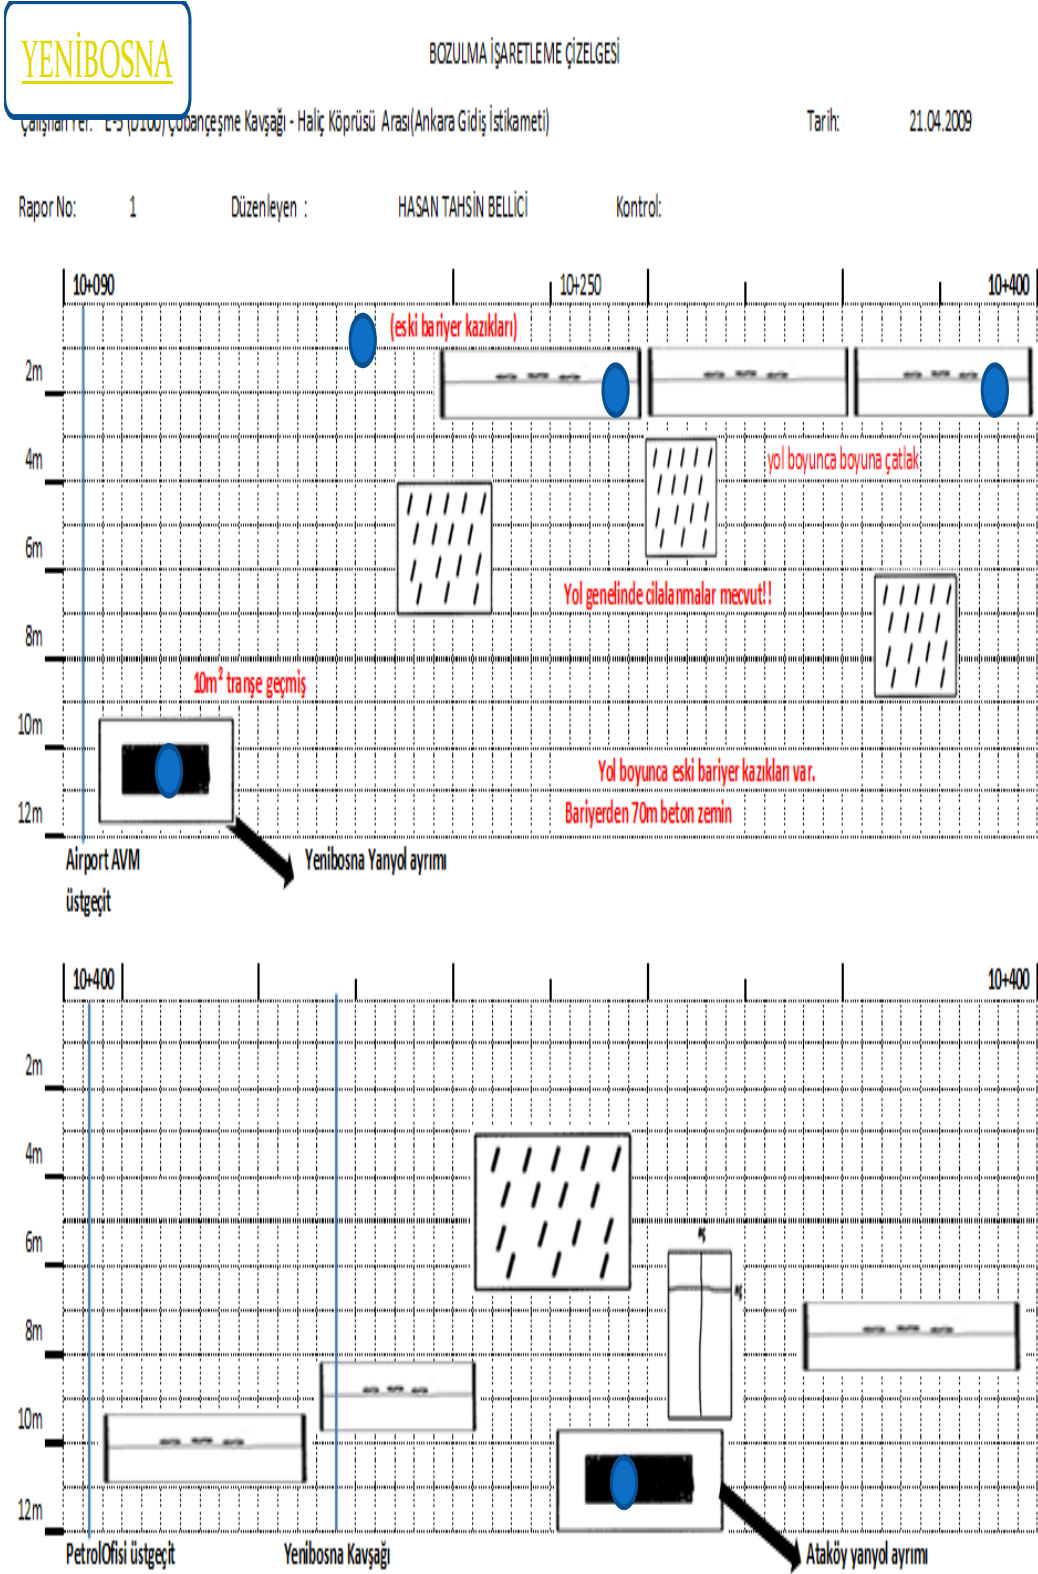 YENİBOSNA
BOZULMA İŞARETLEME ÇİZELGESİ
Çalışılan Yer: E-5 (D100) Çobançeşme Kavşağı - Haliç Köprüsü Arası(Ankara Gidiş İstikameti) Tarih: 21.04.2009
Rapor No: 1 Düzenleyen : HASAN TAHSİN BELLİCİ Kontrol:
10+090 10+250 10+400
(eski bariyer kazıkları)
2m
4m
yol boyunca boyuna çatlak
6m
Yol genelinde cilalanmalar mecvut!!
8m
10m² tranşe geçmiş
10m
Yol boyunca eski bariyer kazıkları var.
12m
Bariyerden 70m beton zemin
Airport AVM
üstgeçit
Yenibosna Yanyol ayrımı
10+400 10+400
2m
4m
6m
8m
10m
12m
PetrolOfisi üstgeçit Yenibosna Kavşağı Ataköy yanyol ayrımı